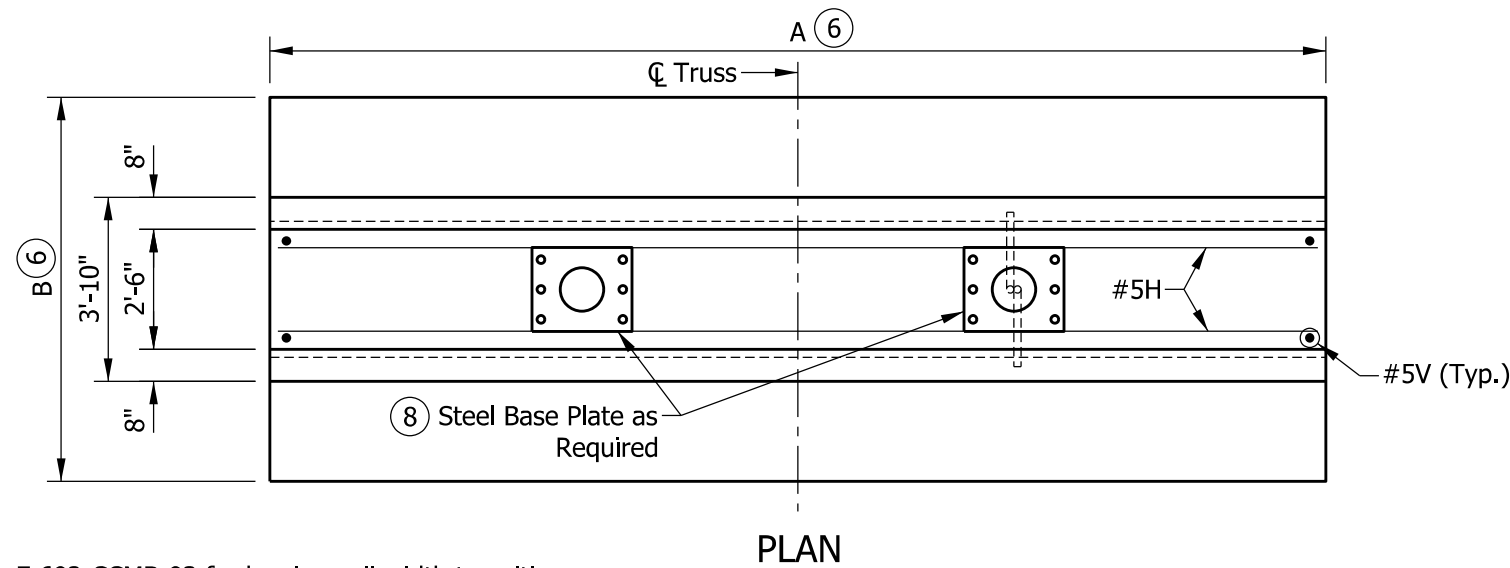 A 6
℄ Truss
8"
B 6
3'-10"
2'-6"
#5H
8"
#5V (Typ.)
8 Steel Base Plate as
Required
PLAN